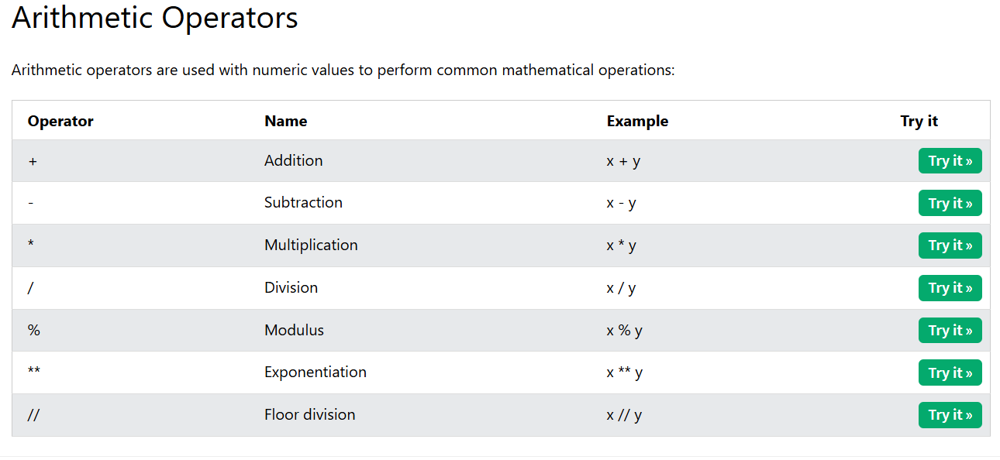 Arithmetic Operators
Arithmetic operators are used with numeric values to perform common mathematical operations:
Operator Name Example Try it
+ Addition x + y Try it »
- Subtraction x - y Try it »
* Multiplication x * y Try it »
/ Division x / y Try it »
% Modulus x % y Try it »
** Exponentiation x ** y Try it »
// Floor division x // y Try it »